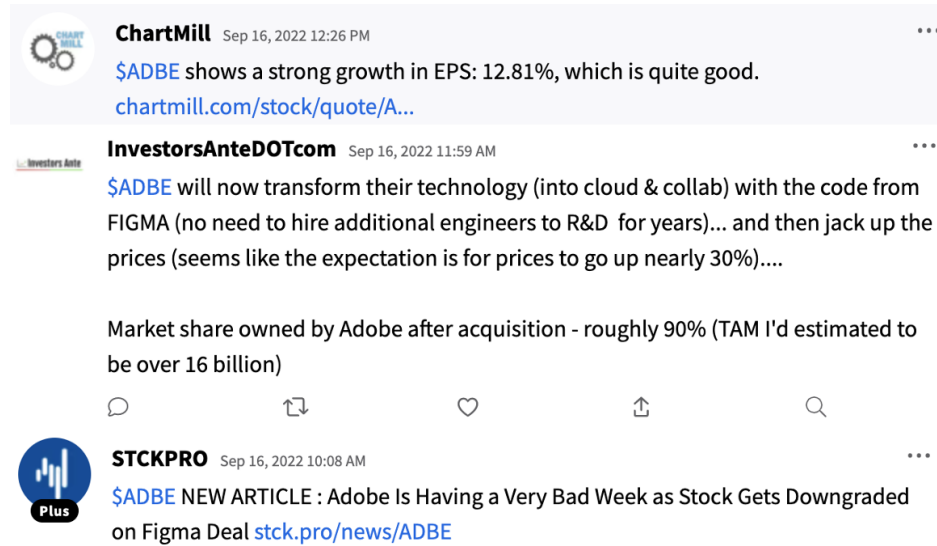 CHART
MILL
ChartMill Sep 16, 2022 12:26 PM
$ADBE shows a strong growth in EPS: 12.81%, which is quite good.
chartmill.com/stock/quote/A...
Investors Ante
InvestorsAnteDOTcom Sep 16, 2022 11:59 AM
$ADBE will now transform their technology (into cloud & collab) with the code from
FIGMA (no need to hire additional engineers to R&D for years)... and then jack up the
prices (seems like the expectation is for prices to go up nearly 30%)....
Market share owned by Adobe after acquisition - roughly 90% (TAM I'd estimated to
be over 16 billion)
Plus
STCKPRO Sep 16, 2022 10:08 AM
$ADBE NEW ARTICLE : Adobe Is Having a Very Bad Week as Stock Gets Downgraded
on Figma Deal stck.pro/news/ADBE